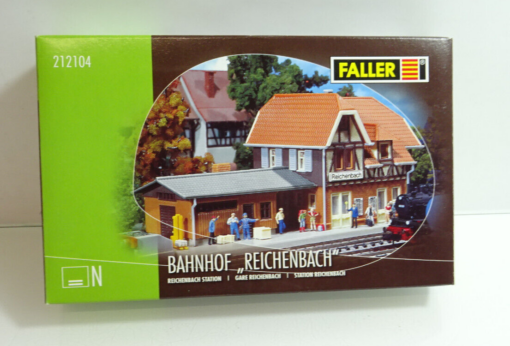 212104
FALLER
Reichenbach
BAHNHOF „REICHENBACH“
REICHENBACH STATION | GARE REICHENBACH | STATION REICHENBACH
N